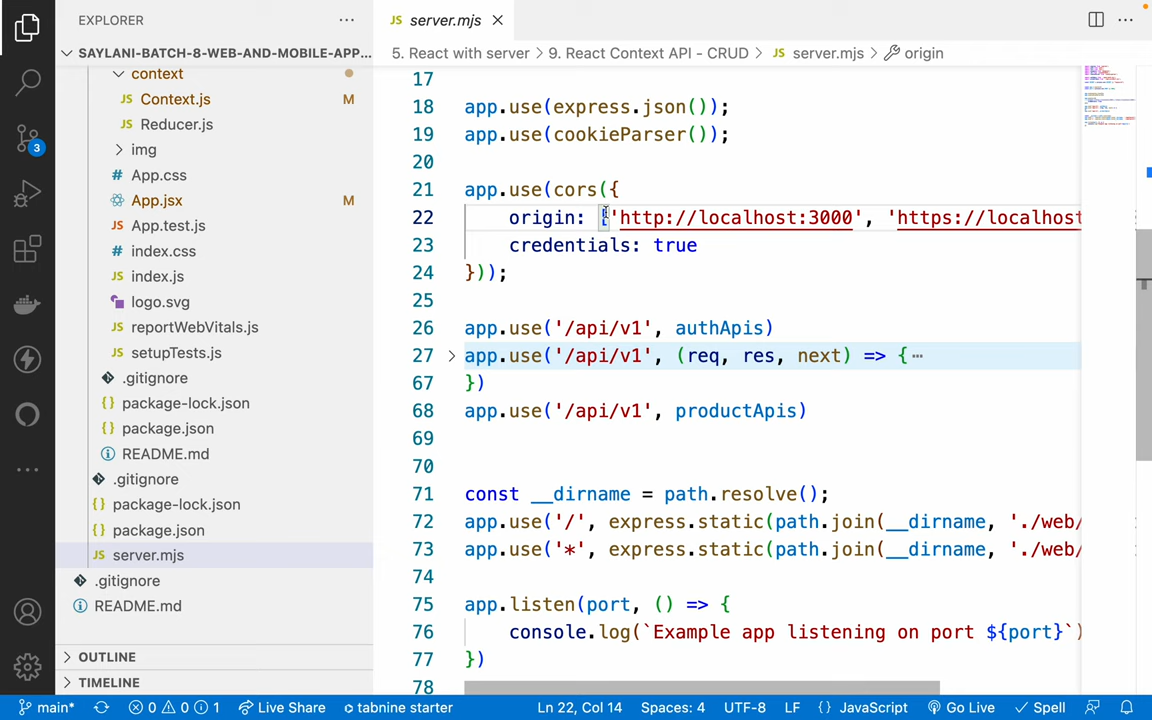 EXPLORER
SAYLANI-BATCH-8-WEB-AND-MOBILE-APP...
context
Context.js M
Reducer.js
img
App.css
App.jsx M
App.test.js
index.css
index.js
logo.svg
reportWebVitals.js
setupTests.js
.gitignore
package-lock.json
package.json
README.md
.gitignore
package-lock.json
package.json
server.mjs
.gitignore
README.md
OUTLINE
TIMELINE
3
JS server.mjs
5. React with server > 9. React Context API - CRUD > JS server.mjs > origin
17
18 app.use(express.json());
19 app.use(cookieParser());
20
21 app.use(cors({
22 origin: ['http://localhost:3000', 'https://localhost
23 credentials: true
24 }));
25
26 app.use('/api/v1', authApis)
27 app.use('/api/v1', (req, res, next) => {⋯
67 })
68 app.use('/api/v1', productApis)
69
70
71 const __dirname = path.resolve();
72 app.use('/', express.static(path.join(__dirname, './web/
73 app.use('*', express.static(path.join(__dirname, './web/
74
75 app.listen(port, () => {
76 console.log(`Example app listening on port ${port}`)
77 })
78
main* 0 0 1 Live Share tabnine starter Ln 22, Col 14 Spaces: 4 UTF-8 LF {} JavaScript Go Live Spell